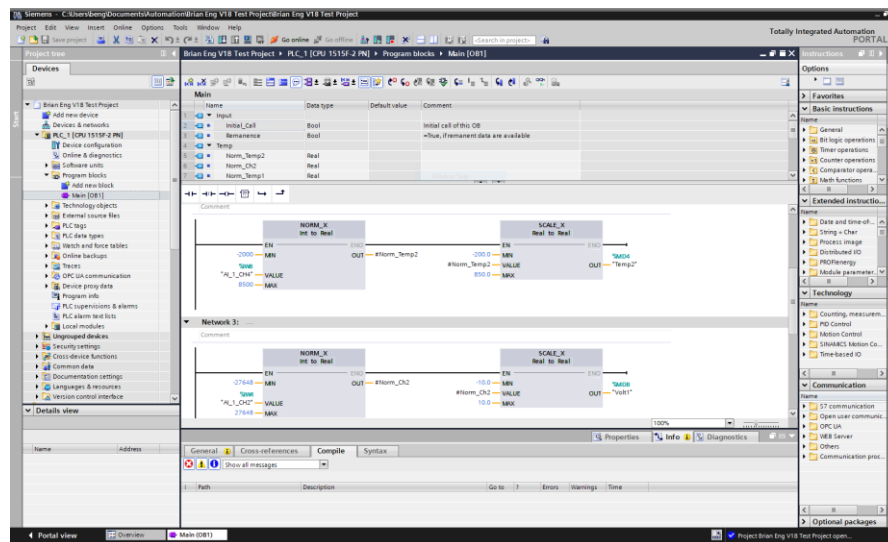 Siemens - C:\Users\beng\Documents\Automation\Brian Eng V18 Test Project\Brian Eng V18 Test Project
Project Edit View Insert Online Options Tools Window Help
Totally Integrated Automation
PORTAL
Save project
Go online
Go offline
<Search in project>
Project tree
Brian Eng V18 Test Project PLC_1 [CPU 1515F-2 PN] Program blocks Main [OB1]
Instructions
Devices
Options
Start
Brian Eng V18 Test Project
Add new device
Devices & networks
PLC_1 [CPU 1515F-2 PN]
Device configuration
Online & diagnostics
Software units
Program blocks
Add new block
Main [OB1]
Technology objects
External source files
PLC tags
PLC data types
Watch and force tables
Online backups
Traces
OPC UA communication
Device proxy data
Program info
PLC supervisions & alarms
PLC alarm text lists
Local modules
Ungrouped devices
Security settings
Cross-device functions
Common data
Documentation settings
Languages & resources
Version control interface
Details view
Name Address
Main
Name Data type Default value Comment
1 Input
2 Initial_Call Bool Initial call of this OB
3 Remanence Bool =True, if remanent data are available
4 Temp
5 Norm_Temp2 Real
6 Norm_Ch2 Real
7 Norm_Temp1 Real
Comment
NORM_X SCALE_X
Int to Real Real to Real
EN ENO EN ENO
-2000 MIN OUT #Norm_Temp2 -200.0 MIN %MD4
"AI_1_CH4" VALUE #Norm_Temp2 VALUE OUT "Temp2"
8500 MAX 850.0 MAX
Network 3: ....
Comment
NORM_X SCALE_X
Int to Real Real to Real
EN ENO EN ENO
-27648 MIN OUT #Norm_Ch2 -10.0 MIN %MD8
"AI_1_CH2" VALUE #Norm_Ch2 VALUE OUT "Volt1"
27648 MAX 10.0 MAX
100%
Properties Info Diagnostics
General Cross-references Compile Syntax
Show all messages
! Path Description Go to ? Errors Warnings Time
Favorites
Basic instructions
Name
General
Bit logic operations
Timer operations
Counter operations
Comparator opera...
Math functions
Extended instructio...
Name
Date and time-of-...
String + Char
Process image
Distributed I/O
PROFIenergy
Module parameter...
Technology
Name
Counting, measurem...
PID Control
Motion Control
SINAMICS Motion Co...
Time-based IO
Communication
Name
S7 communication
Open user communic...
OPC UA
WEB Server
Others
Communication proc...
Optional packages
Portal view Overview Main (OB1)
Project Brian Eng V18 Test Project open...